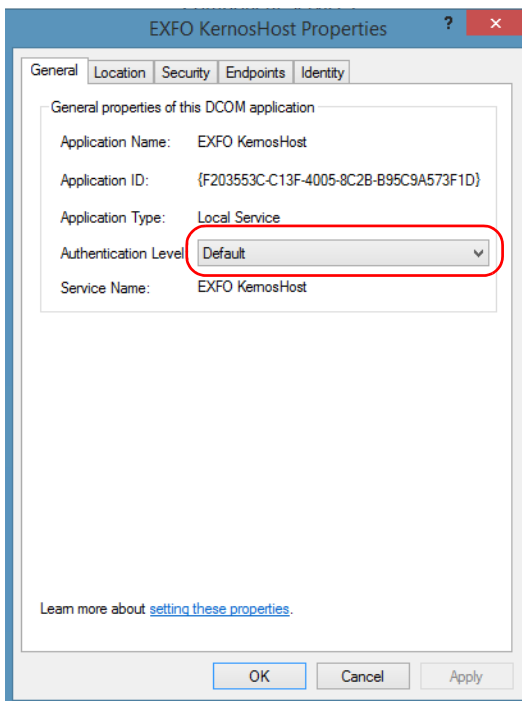 EXFO KernosHost Properties
?
General Location Security Endpoints Identity
General properties of this DCOM application
Application Name: EXFO KernosHost
Application ID: {F203553C-C13F-4005-8C2B-B95C9A573F1D}
Application Type: Local Service
Authentication Level Default
Service Name: EXFO KernosHost
Learn more about setting these properties.
OK Cancel Apply